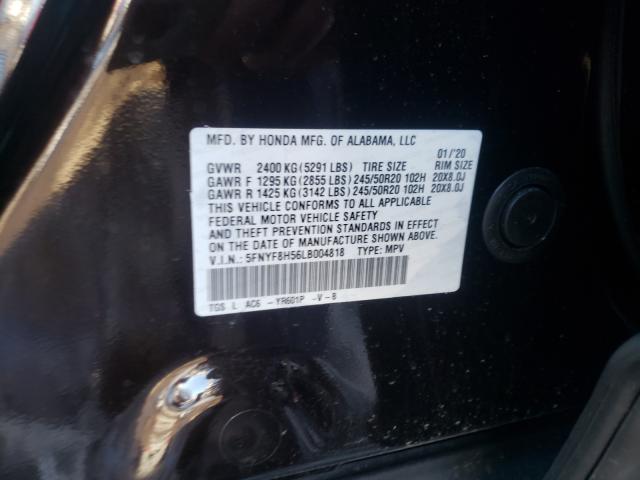 MFD. BY HONDA MFG. OF ALABAMA, LLC
01/'20
GVWR 2400 KG (5291 LBS) TIRE SIZE RIM SIZE
GAWR F 1295 KG (2855 LBS) 245/50R20 102H 20X8.0J
GAWR R 1425 KG (3142 LBS) 245/50R20 102H 20X8.0J
THIS VEHICLE CONFORMS TO ALL APPLICABLE
FEDERAL MOTOR VEHICLE SAFETY
AND THEFT PREVENTION STANDARDS IN EFFECT
ON THE DATE OF MANUFACTURE SHOWN ABOVE.
V.I.N.: 5FNYF8H56LB004818 TYPE: MPV
TGS L AC6 -YR601P -V-B